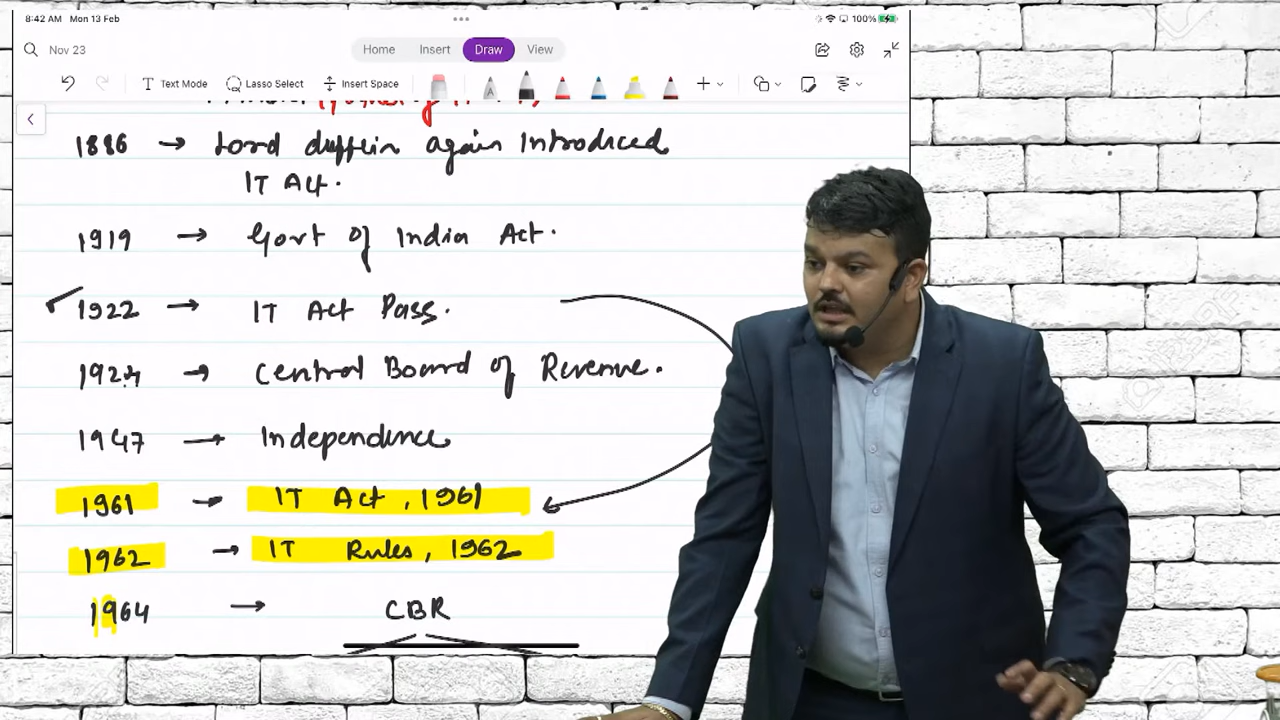 8:42 AM Mon 13 Feb
100%
Nov 23
Home Insert Draw View
Text Mode Lasso Select Insert Space
1886 → Lord duffein again Introduced
IT Act.
1919 → Govt of India Act.
1922 → IT Act Pass.
1924 → Central Board of Revenue.
1947 → Independence
1961 → IT Act, 1961
1962 → IT Rules, 1962
1964 → CBR